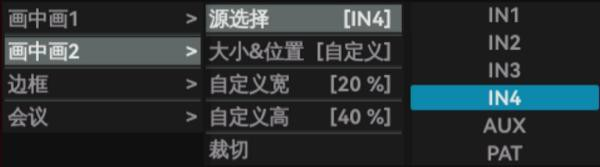 画中画1 >
画中画2 >
边框 >
会议 >
源选择 [IN4]
大小&位置 [自定义]
自定义宽 [20 %]
自定义高 [40 %]
裁切
IN1
IN2
IN3
IN4
AUX
PAT